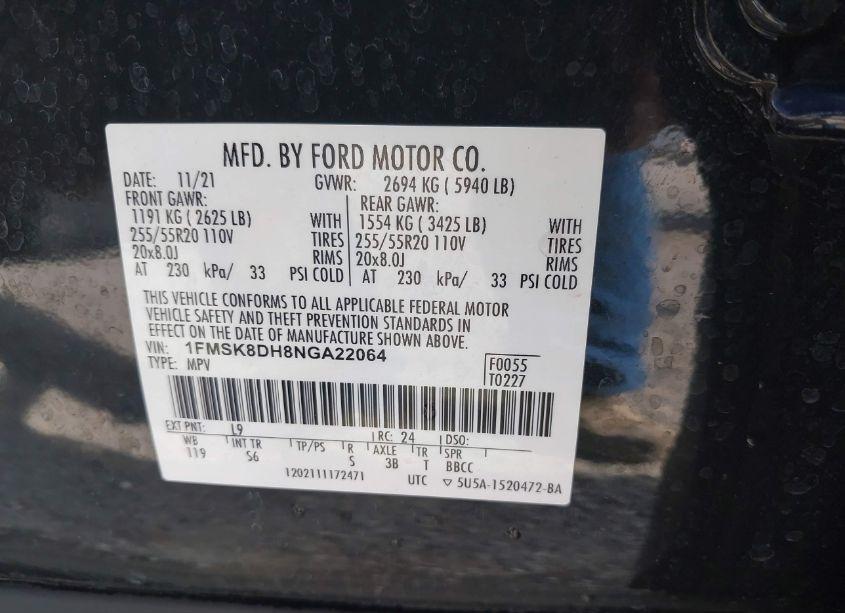 MFD. BY FORD MOTOR CO.
DATE: 11/21 GVWR: 2694 KG ( 5940 LB)
FRONT GAWR: REAR GAWR:
1191 KG ( 2625 LB) WITH 1554 KG ( 3425 LB) WITH
255/55R20 110V TIRES 255/55R20 110V TIRES
20x8.0J RIMS 20x8.0J RIMS
AT 230 kPa/ 33 PSI COLD AT 230 kPa/ 33 PSI COLD
THIS VEHICLE CONFORMS TO ALL APPLICABLE FEDERAL MOTOR
VEHICLE SAFETY AND THEFT PREVENTION STANDARDS IN
EFFECT ON THE DATE OF MANUFACTURE SHOWN ABOVE.
VIN: 1FMSK8DH8NGA22064 F0055
TYPE: MPV T0227
EXT PNT: L9 RC: 24 DSO:
WB INT TR TP/PS R AXLE TR SPR
119 S6 S 3B T BBCC
1202111172471 UTC ▽ 5U5A-1520472-BA